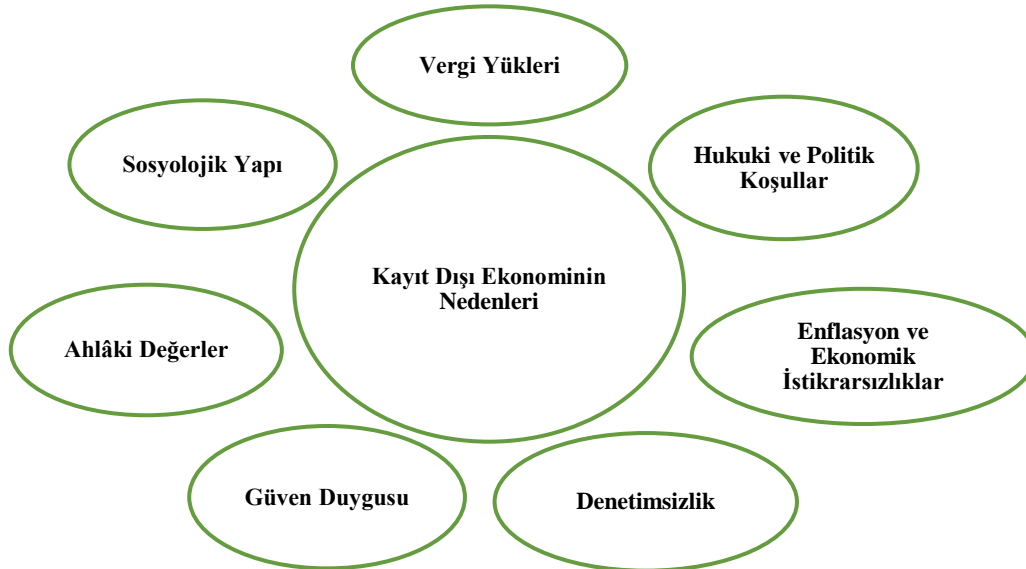 Vergi Yükleri
Sosyolojik Yapı
Hukuki ve Politik
Koşullar
Kayıt Dışı Ekonominin
Nedenleri
Ahlâki Değerler
Enflasyon ve
Ekonomik
İstikrarsızlıklar
Güven Duygusu
Denetimsizlik